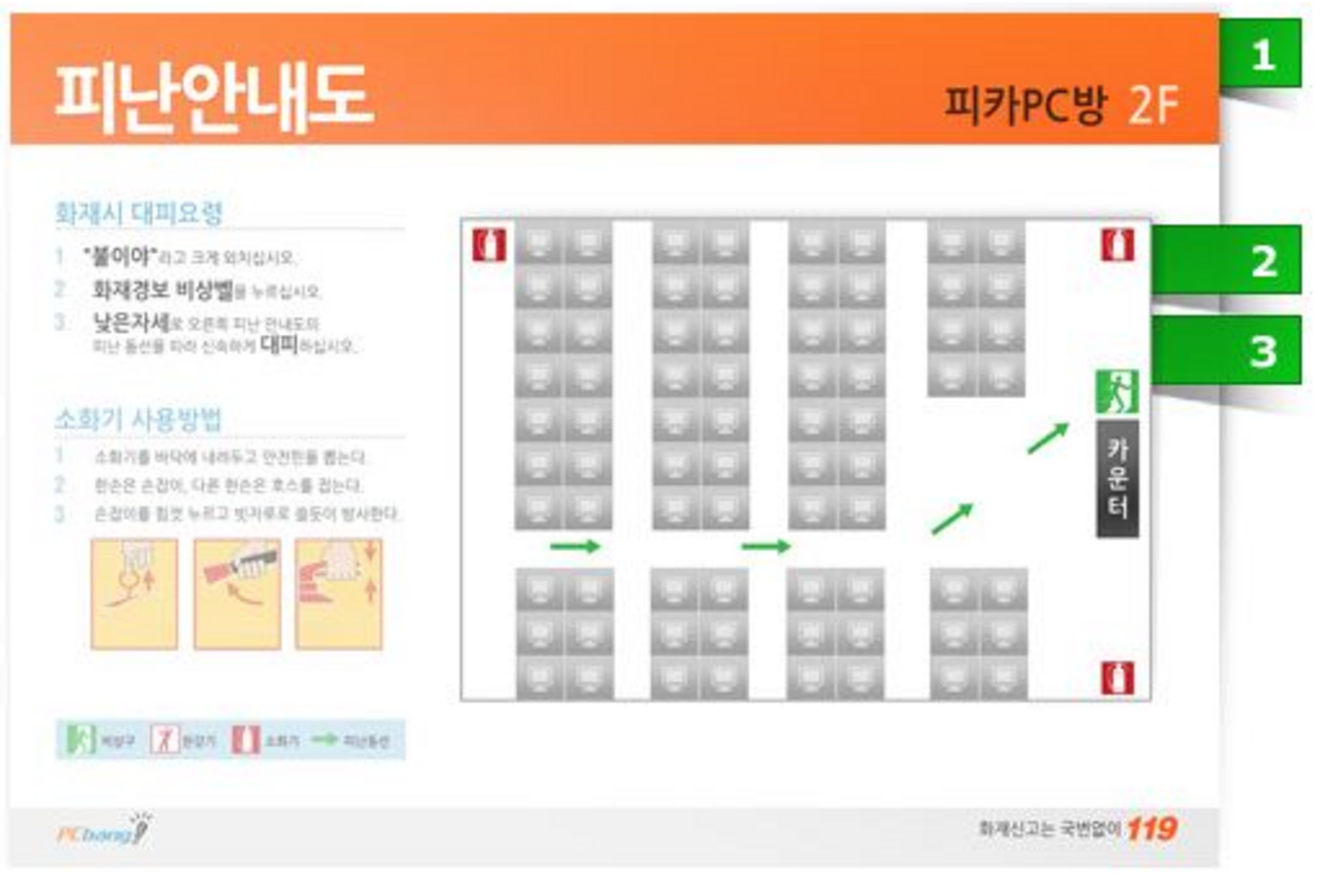 피난안내도
피카PC방 2F
1
화재시 대피요령
1 "불이야"라고 크게 외치십시오.
2 화재경보 비상벨을 누르십시오.
3 낮은자세로 오른쪽 피난 안내도의
피난 동선을 따라 신속하게 대피하십시오.
소화기 사용방법
1 소화기를 바닥에 내려두고 안전핀을 뽑는다.
2 한손은 손잡이, 다른 한손은 호스를 잡는다.
3 손잡이를 힘껏 누르고 빗자루로 쓸듯이 방사한다.
비상구 완강기 소화기 피난동선
2
3
카운터
PCbang
화재신고는 국번없이 119